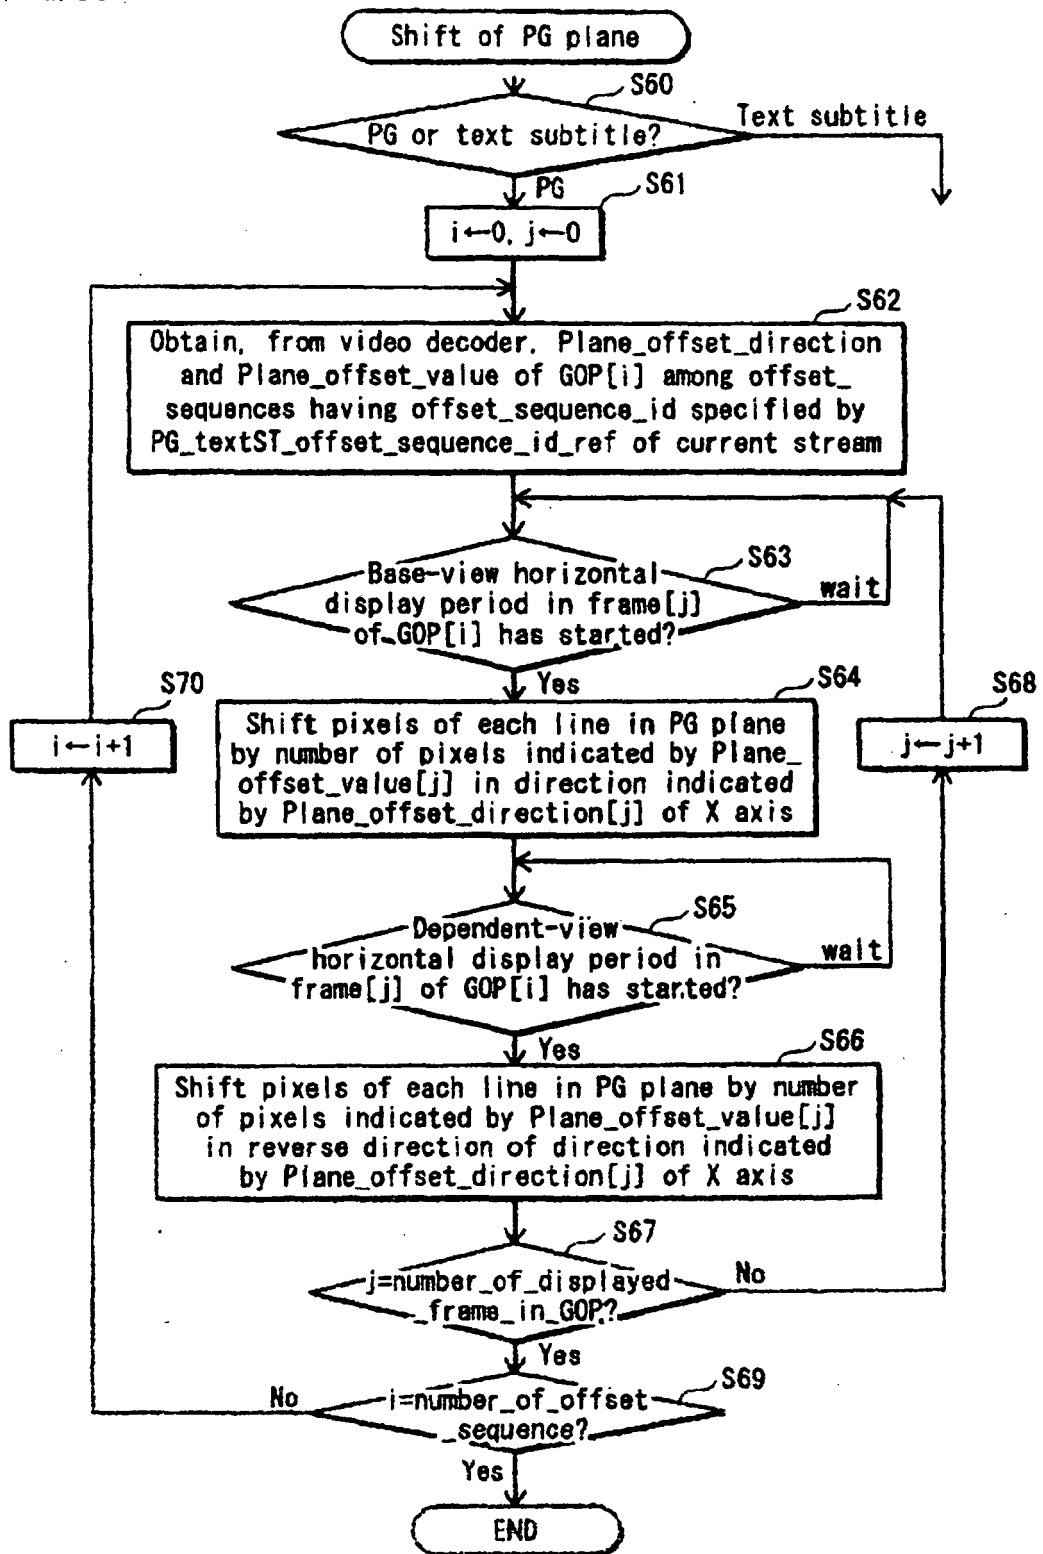 Shift of PG plane
S60
PG or text subtitle?
Text subtitle
PG
S61
i←0, j←0
S62
Obtain, from video decoder, Plane_offset_direction
and Plane_offset_value of GOP[i] among offset_
sequences having offset_sequence_id specified by
PG_textST_offset_sequence_id_ref of current stream
S63
Base-view horizontal
display period in frame[j]
of GOP[i] has started?
wait
Yes
S64
Shift pixels of each line in PG plane
by number of pixels indicated by Plane_
offset_value[j] in direction indicated
by Plane_offset_direction[j] of X axis
S70
i←i+1
S68
j←j+1
S65
Dependent-view
horizontal display period in
frame[j] of GOP[i] has started?
wait
Yes
S66
Shift pixels of each line in PG plane by number
of pixels indicated by Plane_offset_value[j]
in reverse direction of direction indicated
by Plane_offset_direction[j] of X axis
S67
j=number_of_displayed
_frame_in_GOP?
No
Yes
S69
i=number_of_offset
_sequence?
No
Yes
END